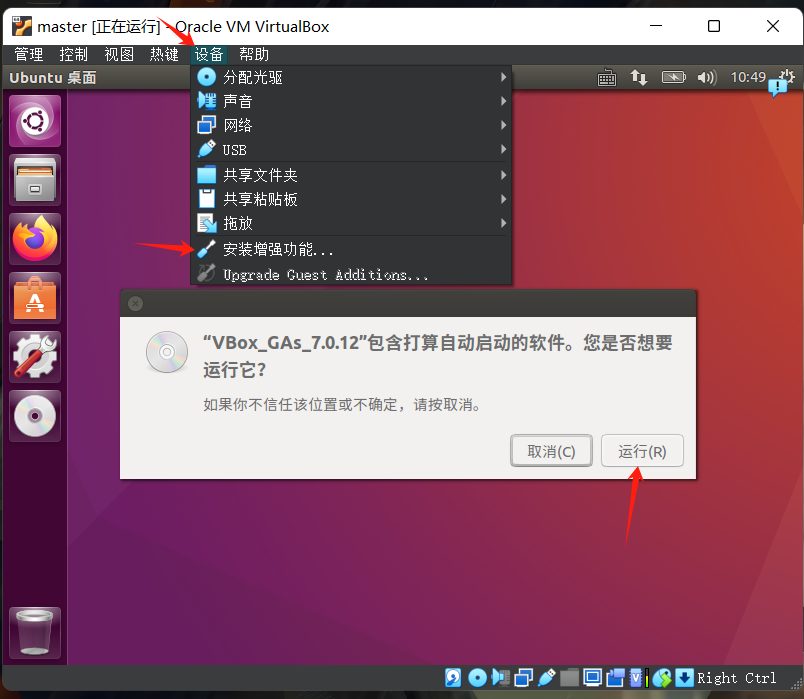 master [正在运行] - Oracle VM VirtualBox
管理 控制 视图 热键 设备 帮助
Ubuntu 桌面
10:49
分配光驱
声音
网络
USB
共享文件夹
共享粘贴板
拖放
安装增强功能...
Upgrade Guest Additions...
“VBox_GAs_7.0.12”包含打算自动启动的软件。您是否想要
运行它?
如果你不信任该位置或不确定，请按取消。
取消(C) 运行(R)
Right Ctrl